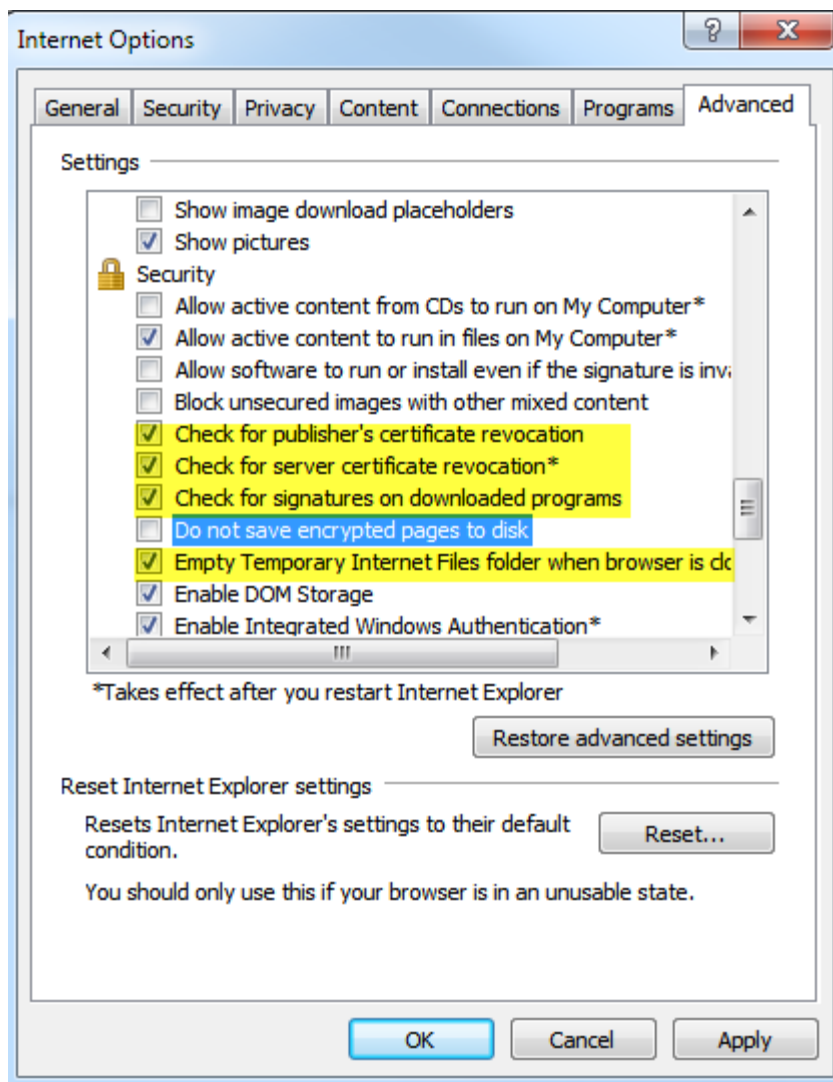 Internet Options
General Security Privacy Content Connections Programs Advanced
Settings
Show image download placeholders
Show pictures
Security
Allow active content from CDs to run on My Computer*
Allow active content to run in files on My Computer*
Allow software to run or install even if the signature is inva
Block unsecured images with other mixed content
Check for publisher's certificate revocation
Check for server certificate revocation*
Check for signatures on downloaded programs
Do not save encrypted pages to disk
Empty Temporary Internet Files folder when browser is clo
Enable DOM Storage
Enable Integrated Windows Authentication*
*Takes effect after you restart Internet Explorer
Restore advanced settings
Reset Internet Explorer settings
Resets Internet Explorer's settings to their default
condition.
Reset...
You should only use this if your browser is in an unusable state.
OK Cancel Apply